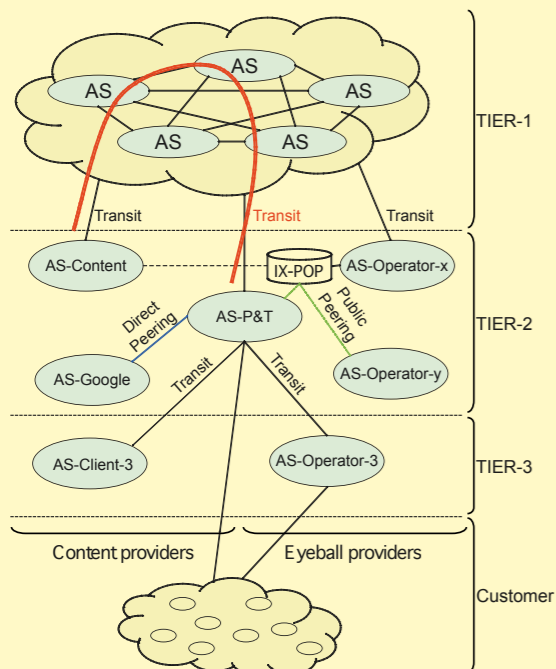 AS
AS
AS
AS
AS
TIER-1
Transit
Transit
Transit
AS-Content
IX-POP
AS-Operator-x
AS-P&T
Direct
Peering
Public
Peering
TIER-2
AS-Google
AS-Operator-y
Transit
Transit
AS-Client-3
AS-Operator-3
TIER-3
Content providers
Eyeball providers
Customer